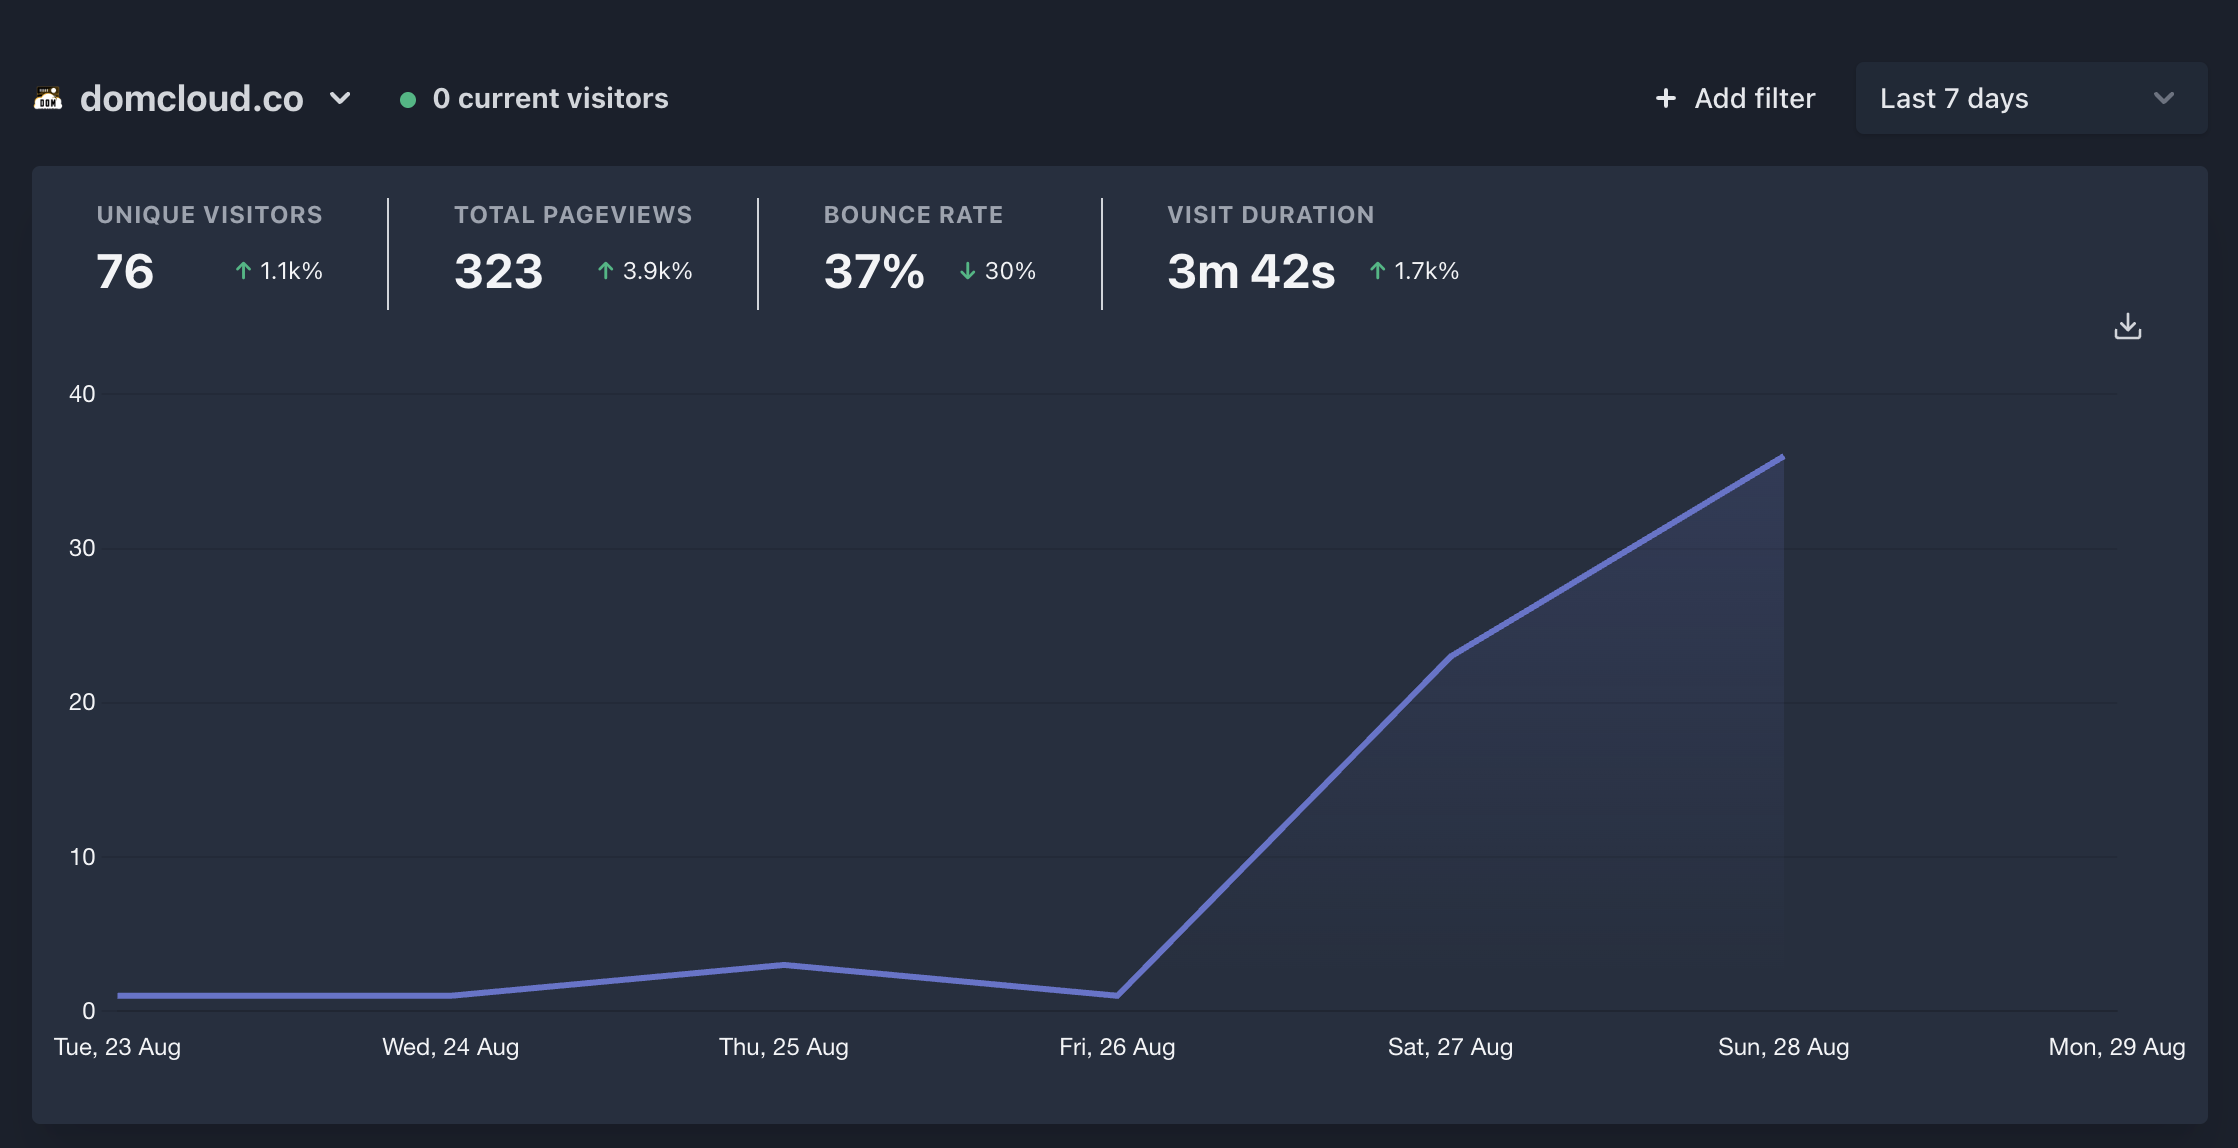 domcloud.co
0 current visitors
+ Add filter
Last 7 days
UNIQUE VISITORS
76 ↑ 1.1k%
TOTAL PAGEVIEWS
323 ↑ 3.9k%
BOUNCE RATE
37% ↓ 30%
VISIT DURATION
3m 42s ↑ 1.7k%
40
30
20
10
0
Tue, 23 Aug
Wed, 24 Aug
Thu, 25 Aug
Fri, 26 Aug
Sat, 27 Aug
Sun, 28 Aug
Mon, 29 Aug